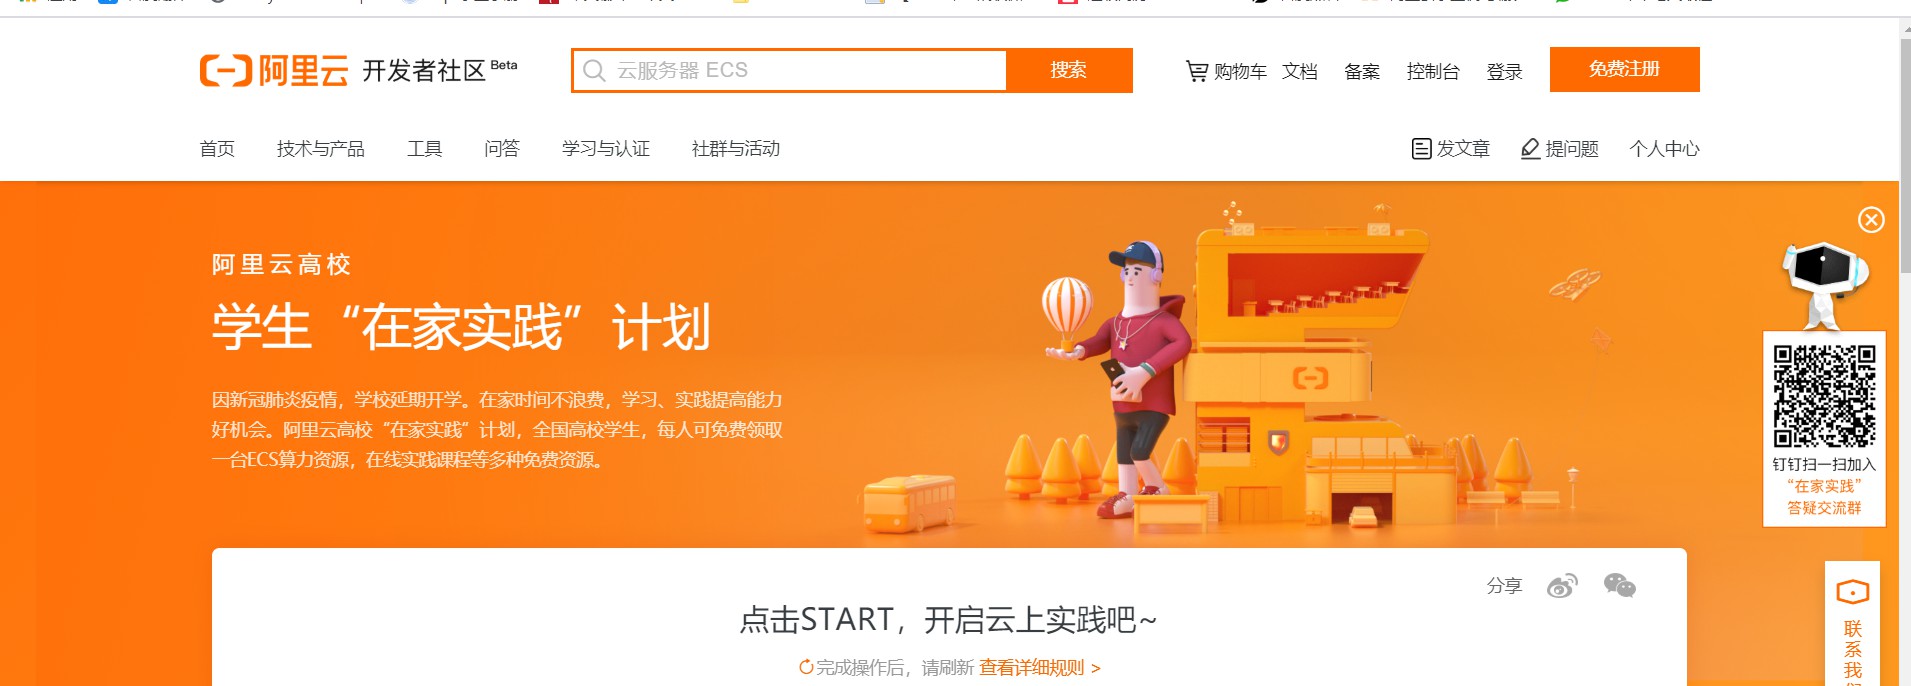 阿里云 开发者社区 Beta
云服务器 ECS
搜索
购物车 文档 备案 控制台 登录 免费注册
首页 技术与产品 工具 问答 学习与认证 社群与活动
发文章 提问题 个人中心
阿里云高校
学生“在家实践”计划
因新冠肺炎疫情，学校延期开学。在家时间不浪费，学习、实践提高能力
好机会。阿里云高校“在家实践”计划，全国高校学生，每人可免费领取
一台ECS算力资源，在线实践课程等多种免费资源。
钉钉扫一扫加入
“在家实践”
答疑交流群
分享
点击START，开启云上实践吧~
完成操作后，请刷新 查看详细规则 >
联
系
我